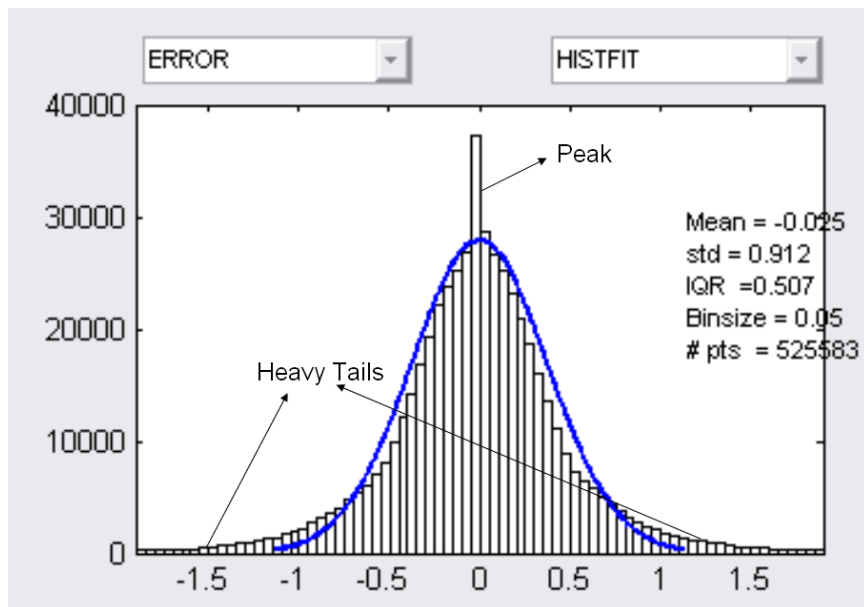 ERROR
HISTFIT
40000
30000
20000
10000
0
Peak
Mean = -0.025
std = 0.912
IQR =0.507
Binsize = 0.05
# pts = 525583
Heavy Tails
-1.5 -1 -0.5 0 0.5 1 1.5